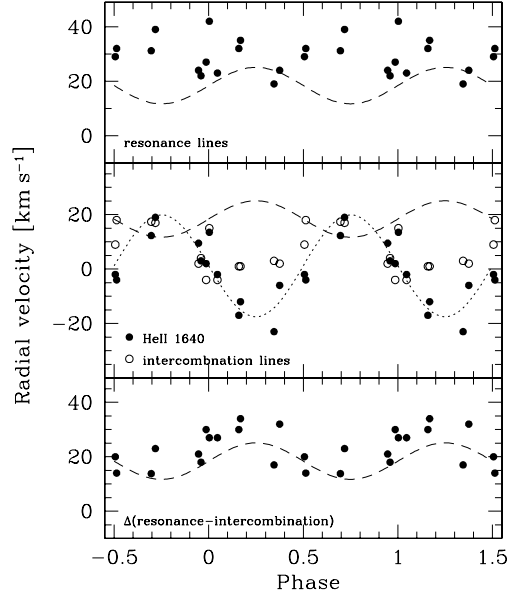 40
20
0
resonance lines
Radial velocity [km s⁻¹]
20
0
−20
HeII 1640
intercombnation lines
40
20
0
Δ(resonance−intercombination)
−0.5 0 0.5 1 1.5
Phase